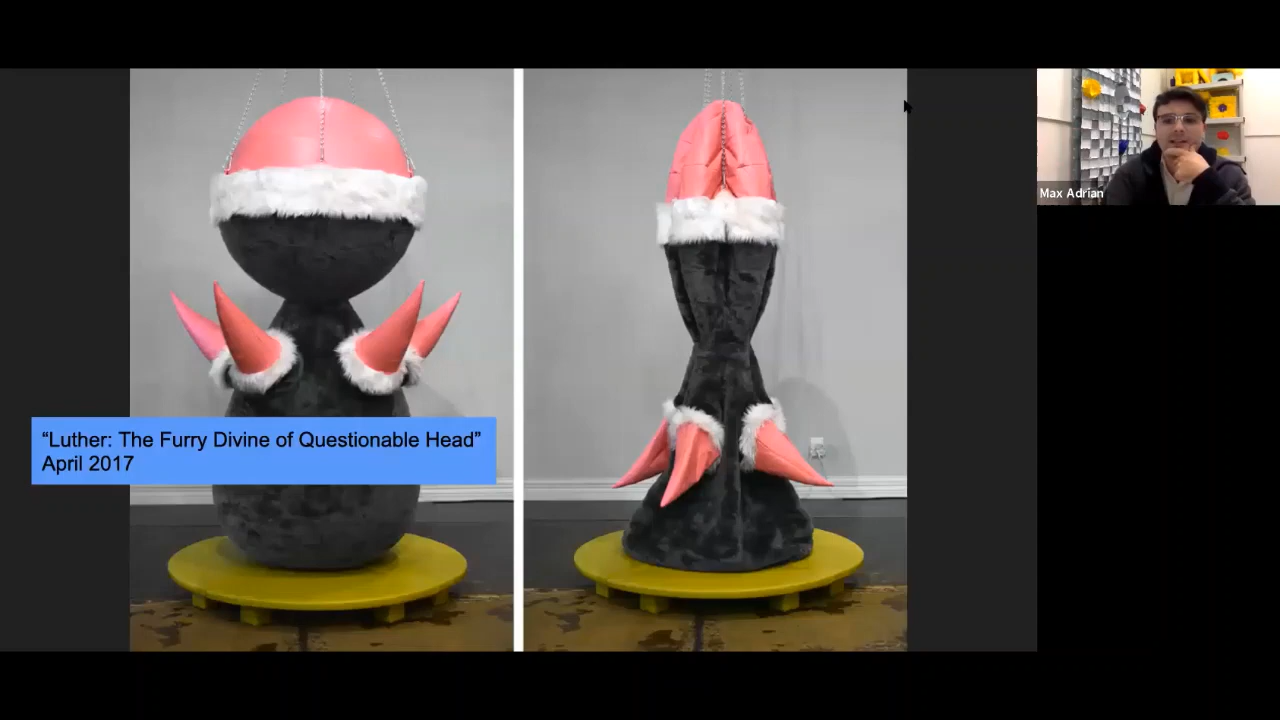 “Luther: The Furry Divine of Questionable Head”
April 2017
Max Adrian